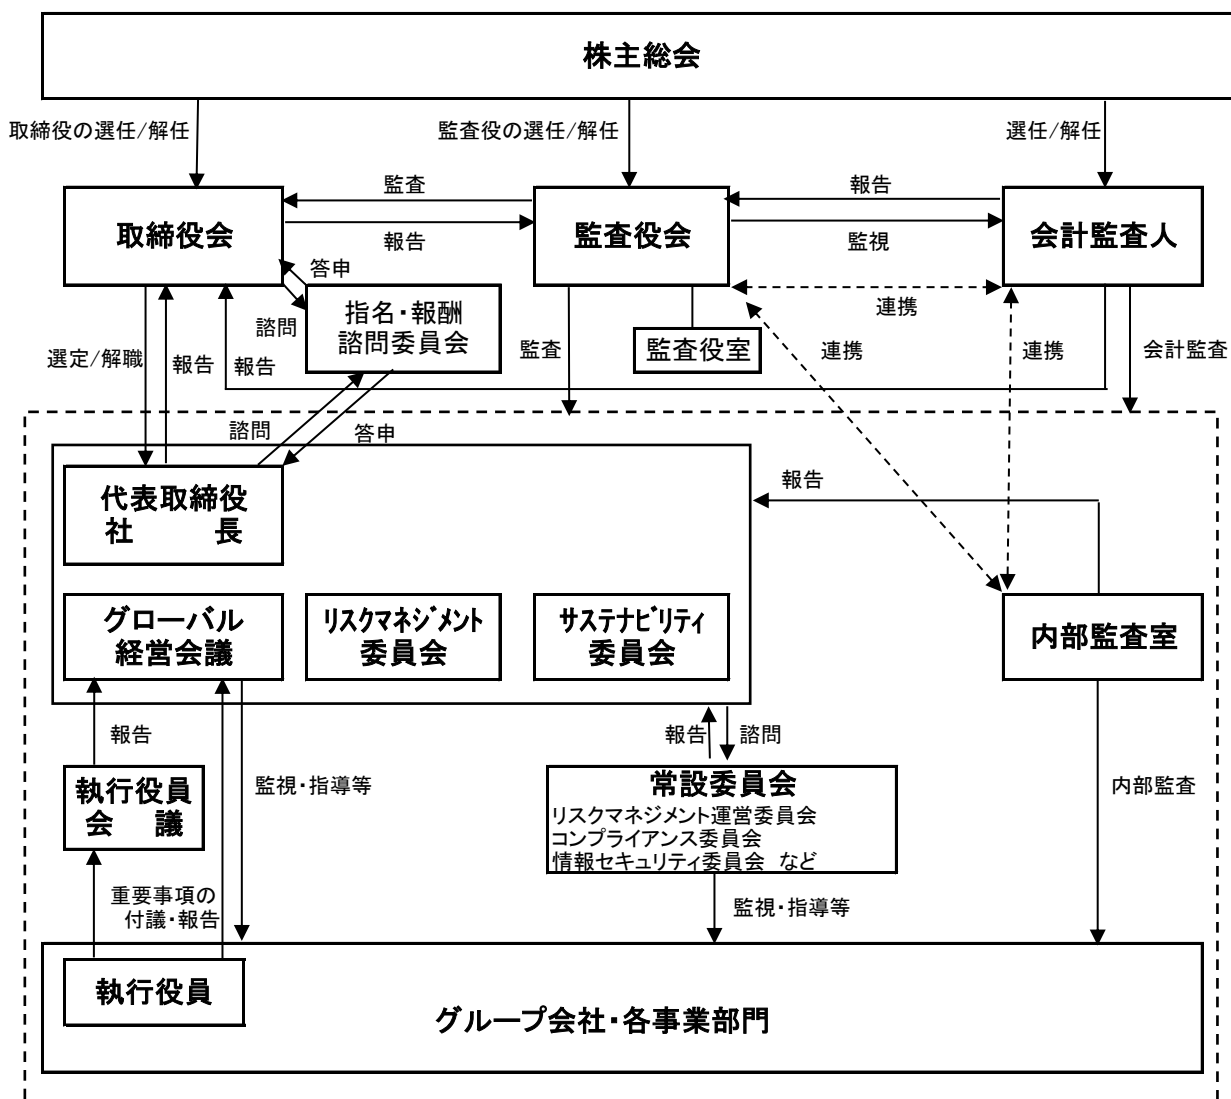 株主総会
取締役の選任/解任
監査役の選任/解任
選任/解任
取締役会
監査
報告
監査役会
報告
監視
会計監査人
答申
諮問
指名・報酬
諮問委員会
監査役室
連携
連携
連携
選定/解職
報告
報告
監査
会計監査
諮問
答申
代表取締役
社　　長
報告
グローバル
経営会議
リスクマネジメント
委員会
サステナビリティ
委員会
内部監査室
報告
監視・指導等
報告
諮問
内部監査
執行役員
会　議
常設委員会
リスクマネジメント運営委員会
コンプライアンス委員会
情報セキュリティ委員会 など
重要事項の
付議・報告
監視・指導等
執行役員
グループ会社・各事業部門